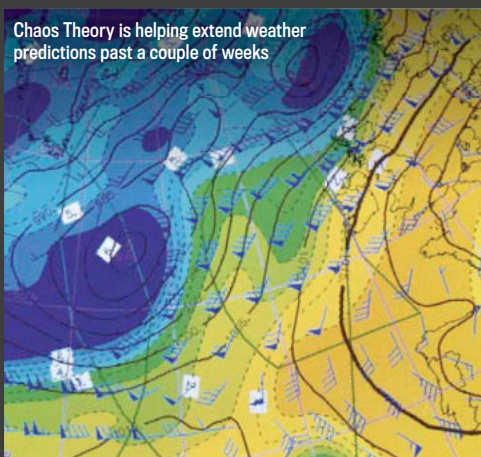 Chaos Theory is helping extend weather
predictions past a couple of weeks